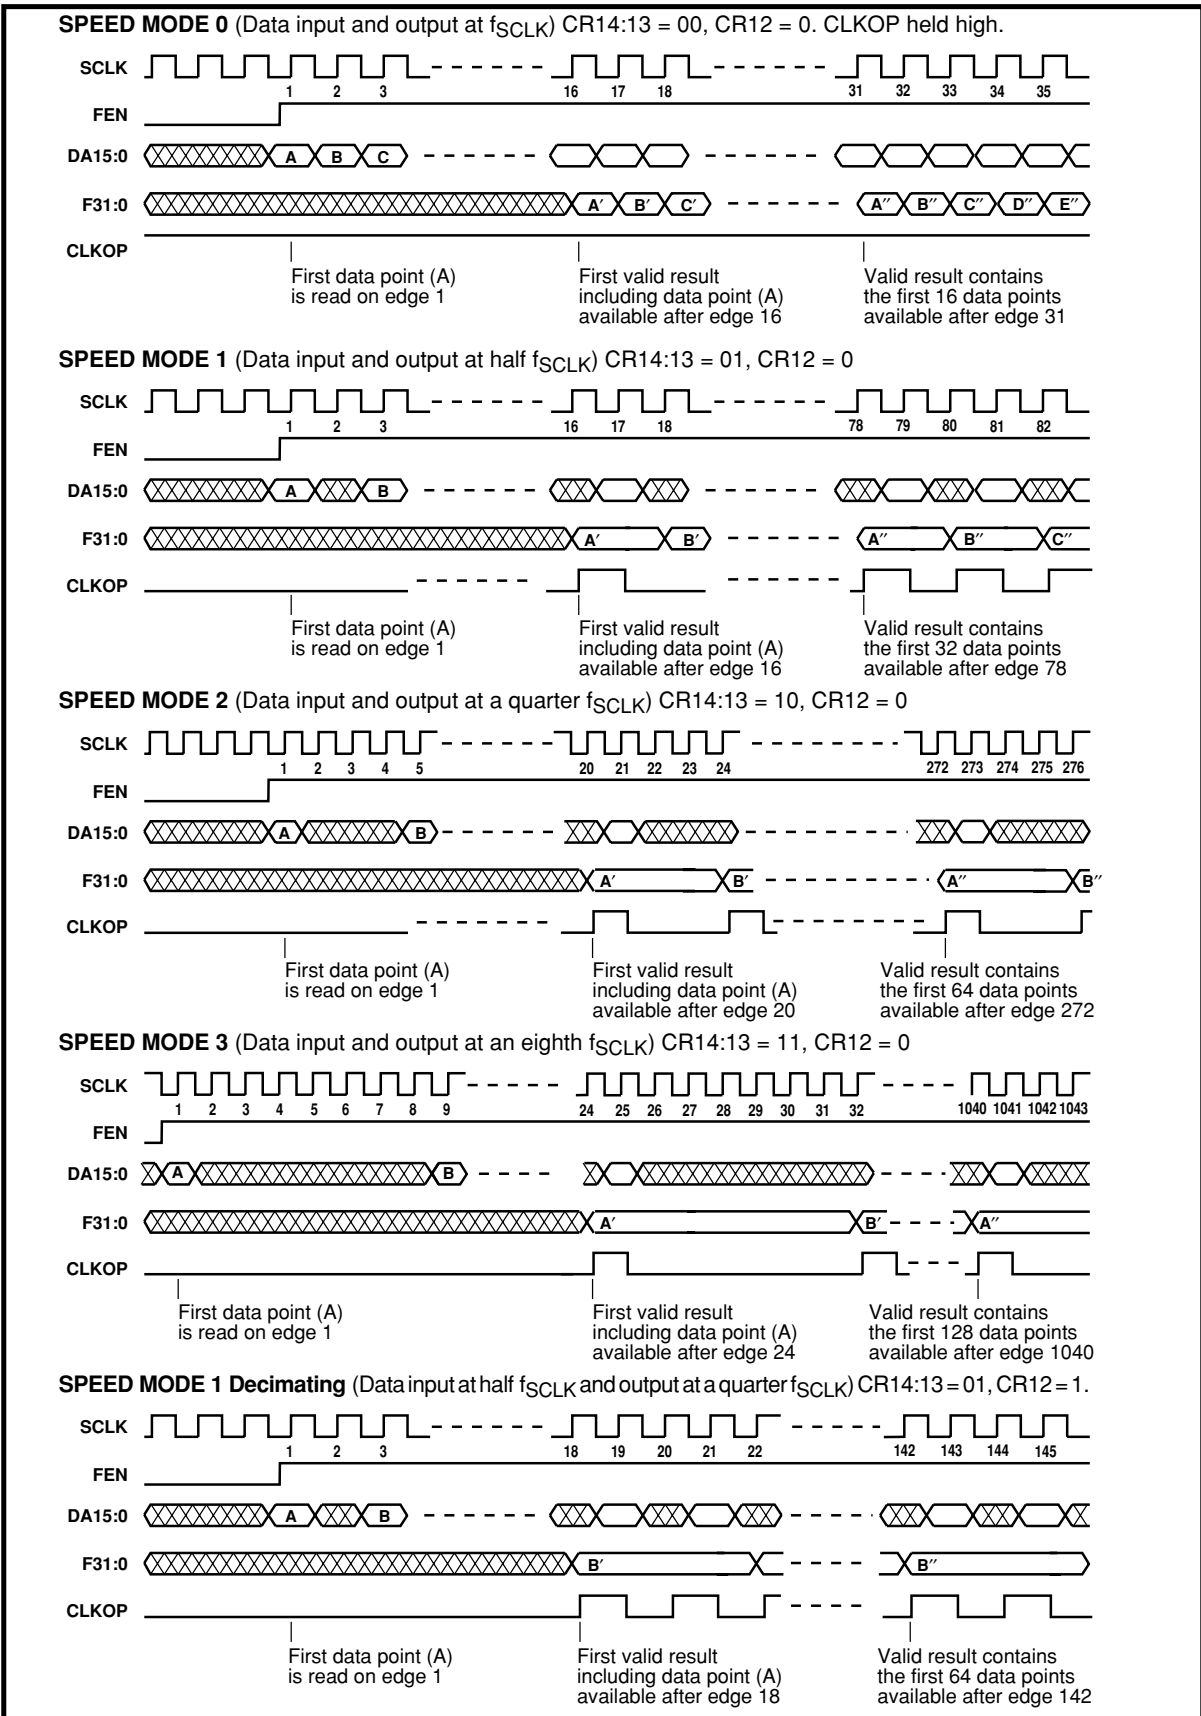 SPEED MODE 0 (Data input and output at fSCLK) CR14:13 = 00, CR12 = 0. CLKOP held high.
SCLK
1 2 3 16 17 18 31 32 33 34 35
FEN
DA15:0 A B C
F31:0 A′ B′ C′ A″ B″ C″ D″ E″
CLKOP
First data point (A) First valid result Valid result contains
is read on edge 1 including data point (A) the first 16 data points
available after edge 16 available after edge 31
SPEED MODE 1 (Data input and output at half fSCLK) CR14:13 = 01, CR12 = 0
SCLK
1 2 3 16 17 18 78 79 80 81 82
FEN
DA15:0 A B
F31:0 A′ B′ A″ B″ C″
CLKOP
First data point (A) First valid result Valid result contains
is read on edge 1 including data point (A) the first 32 data points
available after edge 16 available after edge 78
SPEED MODE 2 (Data input and output at a quarter fSCLK) CR14:13 = 10, CR12 = 0
SCLK
1 2 3 4 5 20 21 22 23 24 272 273 274 275 276
FEN
DA15:0 A B
F31:0 A′ B′ A″ B″
CLKOP
First data point (A) First valid result Valid result contains
is read on edge 1 including data point (A) the first 64 data points
available after edge 20 available after edge 272
SPEED MODE 3 (Data input and output at an eighth fSCLK) CR14:13 = 11, CR12 = 0
SCLK
1 2 3 4 5 6 7 8 9 24 25 26 27 28 29 30 31 32 1040 1041 1042 1043
FEN
DA15:0 A B
F31:0 A′ B′ A″
CLKOP
First data point (A) First valid result Valid result contains
is read on edge 1 including data point (A) the first 128 data points
available after edge 24 available after edge 1040
SPEED MODE 1 Decimating (Data input at half fSCLK and output at a quarter fSCLK) CR14:13 = 01, CR12 = 1.
SCLK
1 2 3 18 19 20 21 22 142 143 144 145
FEN
DA15:0 A B
F31:0 B′ B″
CLKOP
First data point (A) First valid result Valid result contains
is read on edge 1 including data point (A) the first 64 data points
available after edge 18 available after edge 142